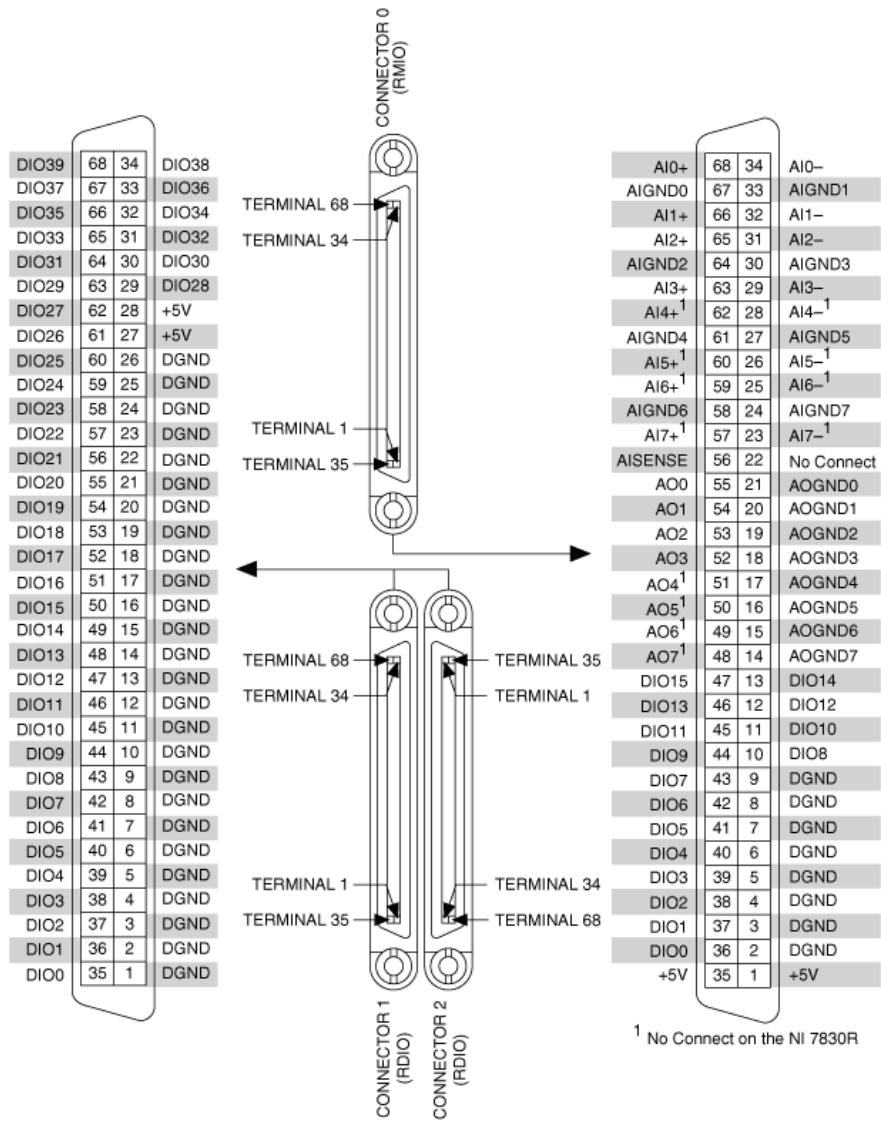 CONNECTOR 0
(RMIO)
DIO39 68 34 DIO38
DIO37 67 33 DIO36
DIO35 66 32 DIO34
DIO33 65 31 DIO32
DIO31 64 30 DIO30
DIO29 63 29 DIO28
DIO27 62 28 +5V
DIO26 61 27 +5V
DIO25 60 26 DGND
DIO24 59 25 DGND
DIO23 58 24 DGND
DIO22 57 23 DGND
DIO21 56 22 DGND
DIO20 55 21 DGND
DIO19 54 20 DGND
DIO18 53 19 DGND
DIO17 52 18 DGND
DIO16 51 17 DGND
DIO15 50 16 DGND
DIO14 49 15 DGND
DIO13 48 14 DGND
DIO12 47 13 DGND
DIO11 46 12 DGND
DIO10 45 11 DGND
DIO9 44 10 DGND
DIO8 43 9 DGND
DIO7 42 8 DGND
DIO6 41 7 DGND
DIO5 40 6 DGND
DIO4 39 5 DGND
DIO3 38 4 DGND
DIO2 37 3 DGND
DIO1 36 2 DGND
DIO0 35 1 DGND
TERMINAL 68
TERMINAL 34
TERMINAL 1
TERMINAL 35
TERMINAL 68
TERMINAL 34
TERMINAL 35
TERMINAL 1
TERMINAL 1
TERMINAL 35
TERMINAL 34
TERMINAL 68
CONNECTOR 1
(RDIO)
CONNECTOR 2
(RDIO)
AI0+ 68 34 AI0–
AIGND0 67 33 AIGND1
AI1+ 66 32 AI1–
AI2+ 65 31 AI2–
AIGND2 64 30 AIGND3
AI3+ 63 29 AI3–
AI4+1 62 28 AI4–1
AIGND4 61 27 AIGND5
AI5+1 60 26 AI5–1
AI6+1 59 25 AI6–1
AIGND6 58 24 AIGND7
AI7+1 57 23 AI7–1
AISENSE 56 22 No Connect
AO0 55 21 AOGND0
AO1 54 20 AOGND1
AO2 53 19 AOGND2
AO3 52 18 AOGND3
AO41 51 17 AOGND4
AO51 50 16 AOGND5
AO61 49 15 AOGND6
AO71 48 14 AOGND7
DIO15 47 13 DIO14
DIO13 46 12 DIO12
DIO11 45 11 DIO10
DIO9 44 10 DIO8
DIO7 43 9 DGND
DIO6 42 8 DGND
DIO5 41 7 DGND
DIO4 40 6 DGND
DIO3 39 5 DGND
DIO2 38 4 DGND
DIO1 37 3 DGND
DIO0 36 2 DGND
+5V 35 1 +5V
1 No Connect on the NI 7830R